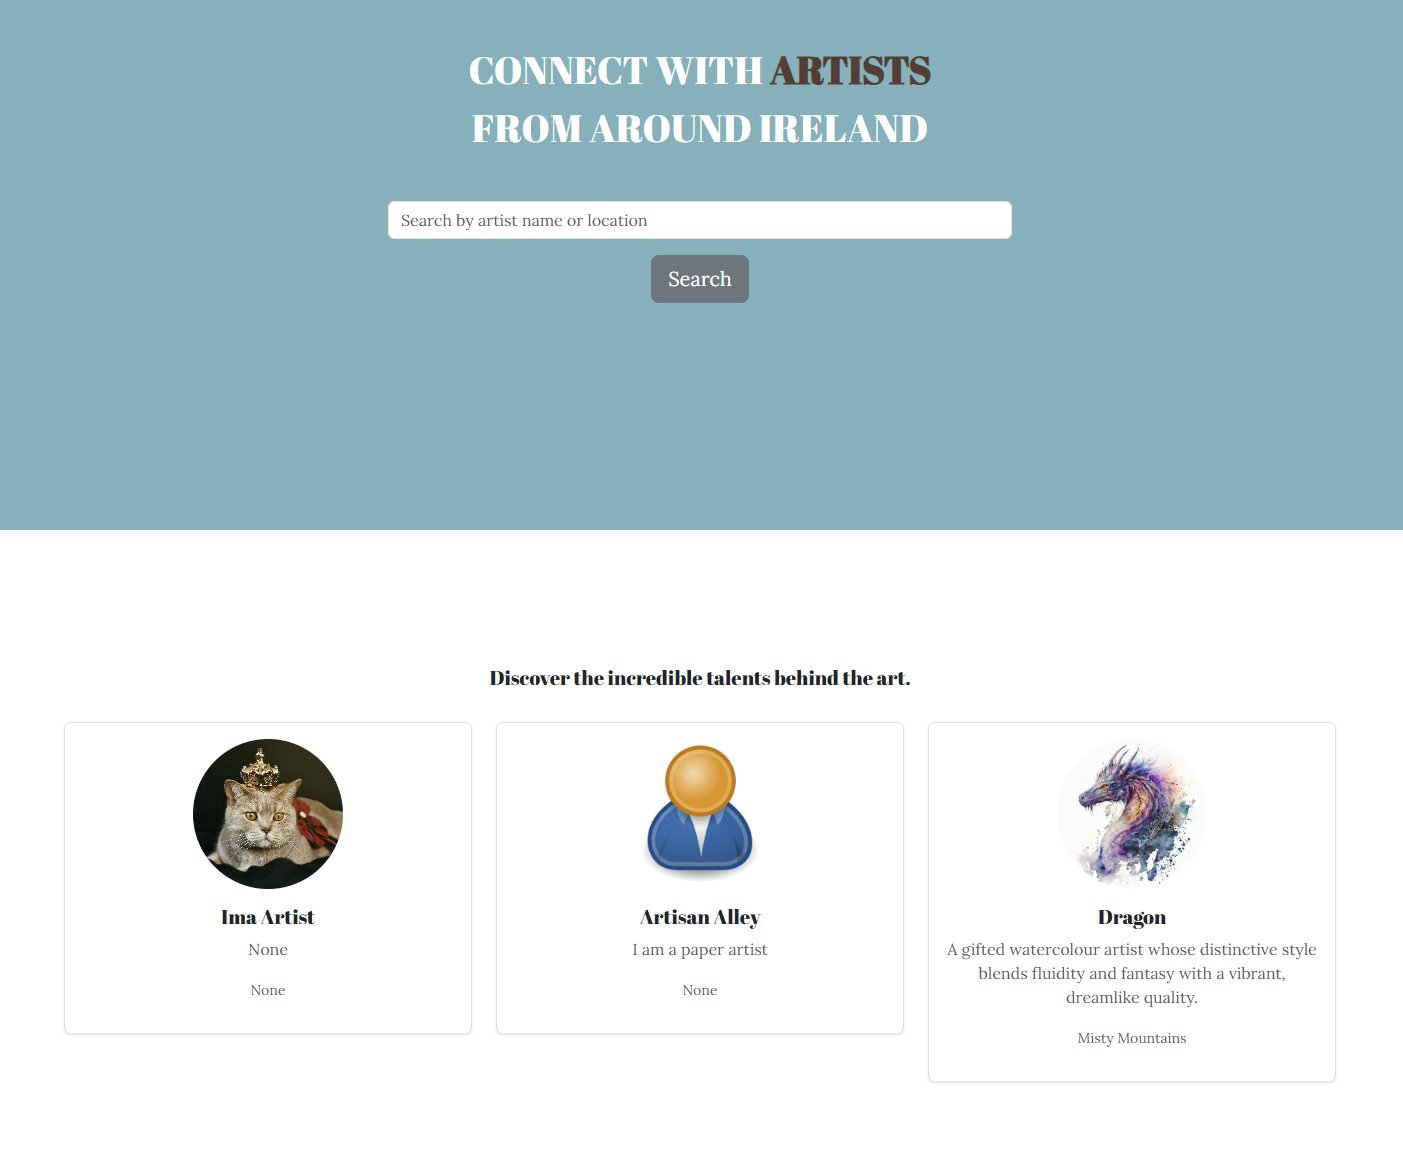 CONNECT WITH ARTISTS
FROM AROUND IRELAND
Search by artist name or location
Search
Discover the incredible talents behind the art.
Ima Artist
None
None
Artisan Alley
I am a paper artist
None
Dragon
A gifted watercolour artist whose distinctive style
blends fluidity and fantasy with a vibrant,
dreamlike quality.
Misty Mountains